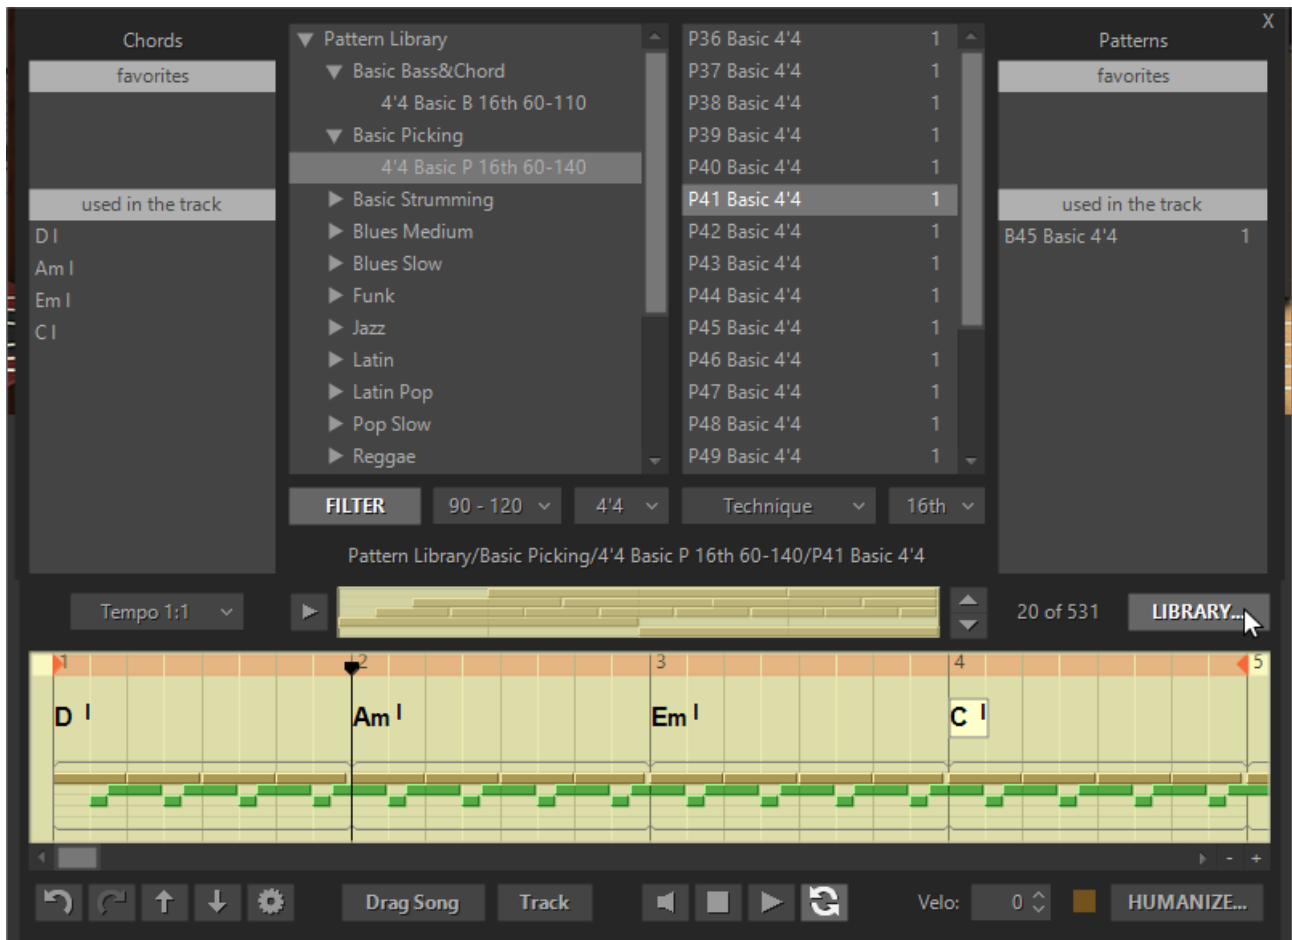 X
Chords
favorites
used in the track
D I
Am I
Em I
C I
Pattern Library
Basic Bass&Chord
4'4 Basic B 16th 60-110
Basic Picking
4'4 Basic P 16th 60-140
Basic Strumming
Blues Medium
Blues Slow
Funk
Jazz
Latin
Latin Pop
Pop Slow
Reggae
P36 Basic 4'4 1
P37 Basic 4'4 1
P38 Basic 4'4 1
P39 Basic 4'4 1
P40 Basic 4'4 1
P41 Basic 4'4 1
P42 Basic 4'4 1
P43 Basic 4'4 1
P44 Basic 4'4 1
P45 Basic 4'4 1
P46 Basic 4'4 1
P47 Basic 4'4 1
P48 Basic 4'4 1
P49 Basic 4'4 1
Patterns
favorites
used in the track
B45 Basic 4'4 1
FILTER 90 - 120 4'4 Technique 16th
Pattern Library/Basic Picking/4'4 Basic P 16th 60-140/P41 Basic 4'4
Tempo 1:1 20 of 531 LIBRARY...
1 2 3 4 5
D I Am I Em I C I
- +
Drag Song Track Velo: 0 HUMANIZE...